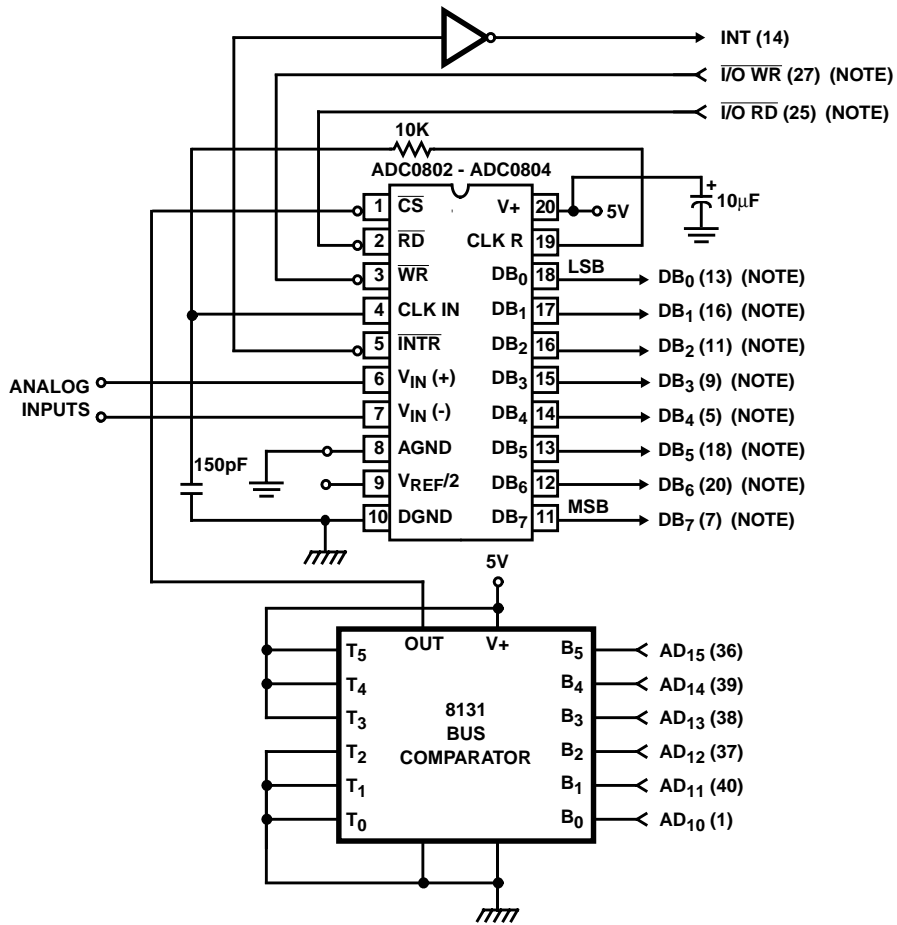 INT (14)
I/O WR (27) (NOTE)
I/O RD (25) (NOTE)
10K
ADC0802 - ADC0804
1 CS V+ 20 5V
+
10μF
2 RD CLK R 19
3 WR DB0 18 LSB DB0 (13) (NOTE)
4 CLK IN DB1 17 DB1 (16) (NOTE)
5 INTR DB2 16 DB2 (11) (NOTE)
ANALOG INPUTS
6 VIN (+) DB3 15 DB3 (9) (NOTE)
7 VIN (-) DB4 14 DB4 (5) (NOTE)
8 AGND DB5 13 DB5 (18) (NOTE)
150pF
9 VREF/2 DB6 12 DB6 (20) (NOTE)
10 DGND DB7 11 MSB DB7 (7) (NOTE)
5V
OUT V+
T5 B5 AD15 (36)
T4 B4 AD14 (39)
T3 B3 AD13 (38)
8131
BUS
COMPARATOR
T2 B2 AD12 (37)
T1 B1 AD11 (40)
T0 B0 AD10 (1)